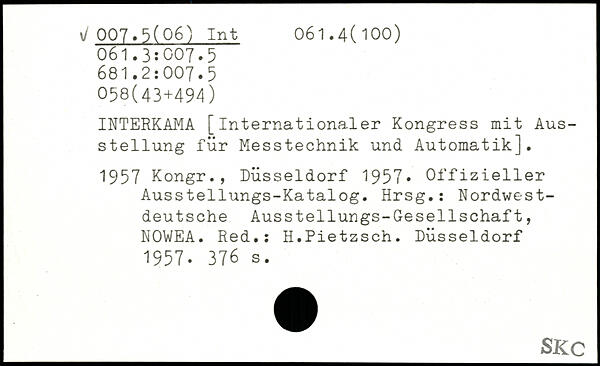 √ 007.5(06) Int 061.4(100)
061.3:007.5
681.2:007.5
058(43+494)
INTERKAMA [Internationaler Kongress mit Aus-
stellung für Messtechnik und Automatik].
1957 Kongr., Düsseldorf 1957. Offizieller
Ausstellungs-Katalog. Hrsg.: Nordwest-
deutsche Ausstellungs-Gesellschaft,
NOWEA. Red.: H.Pietzsch. Düsseldorf
1957. 376 s.
SKC